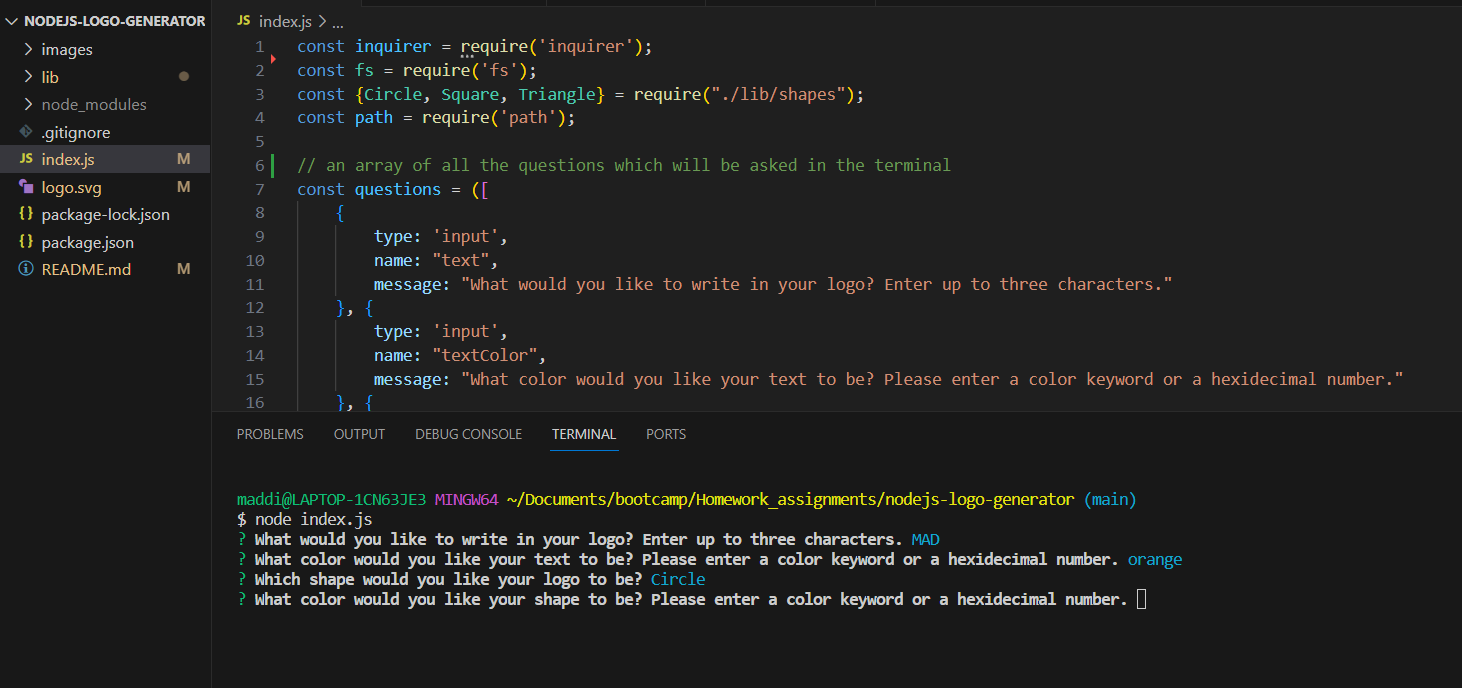 NODEJS-LOGO-GENERATOR
images
lib
node_modules
.gitignore
JS index.js M
logo.svg M
{} package-lock.json
{} package.json
README.md M
JS index.js > ...
1 const inquirer = require('inquirer');
2 const fs = require('fs');
3 const {Circle, Square, Triangle} = require("./lib/shapes");
4 const path = require('path');
5
6 // an array of all the questions which will be asked in the terminal
7 const questions = ([
8 {
9 type: 'input',
10 name: "text",
11 message: "What would you like to write in your logo? Enter up to three characters."
12 }, {
13 type: 'input',
14 name: "textColor",
15 message: "What color would you like your text to be? Please enter a color keyword or a hexidecimal number."
16 }, {
PROBLEMS OUTPUT DEBUG CONSOLE TERMINAL PORTS
maddi@LAPTOP-1CN63JE3 MINGW64 ~/Documents/bootcamp/Homework_assignments/nodejs-logo-generator (main)
$ node index.js
? What would you like to write in your logo? Enter up to three characters. MAD
? What color would you like your text to be? Please enter a color keyword or a hexidecimal number. orange
? Which shape would you like your logo to be? Circle
? What color would you like your shape to be? Please enter a color keyword or a hexidecimal number.